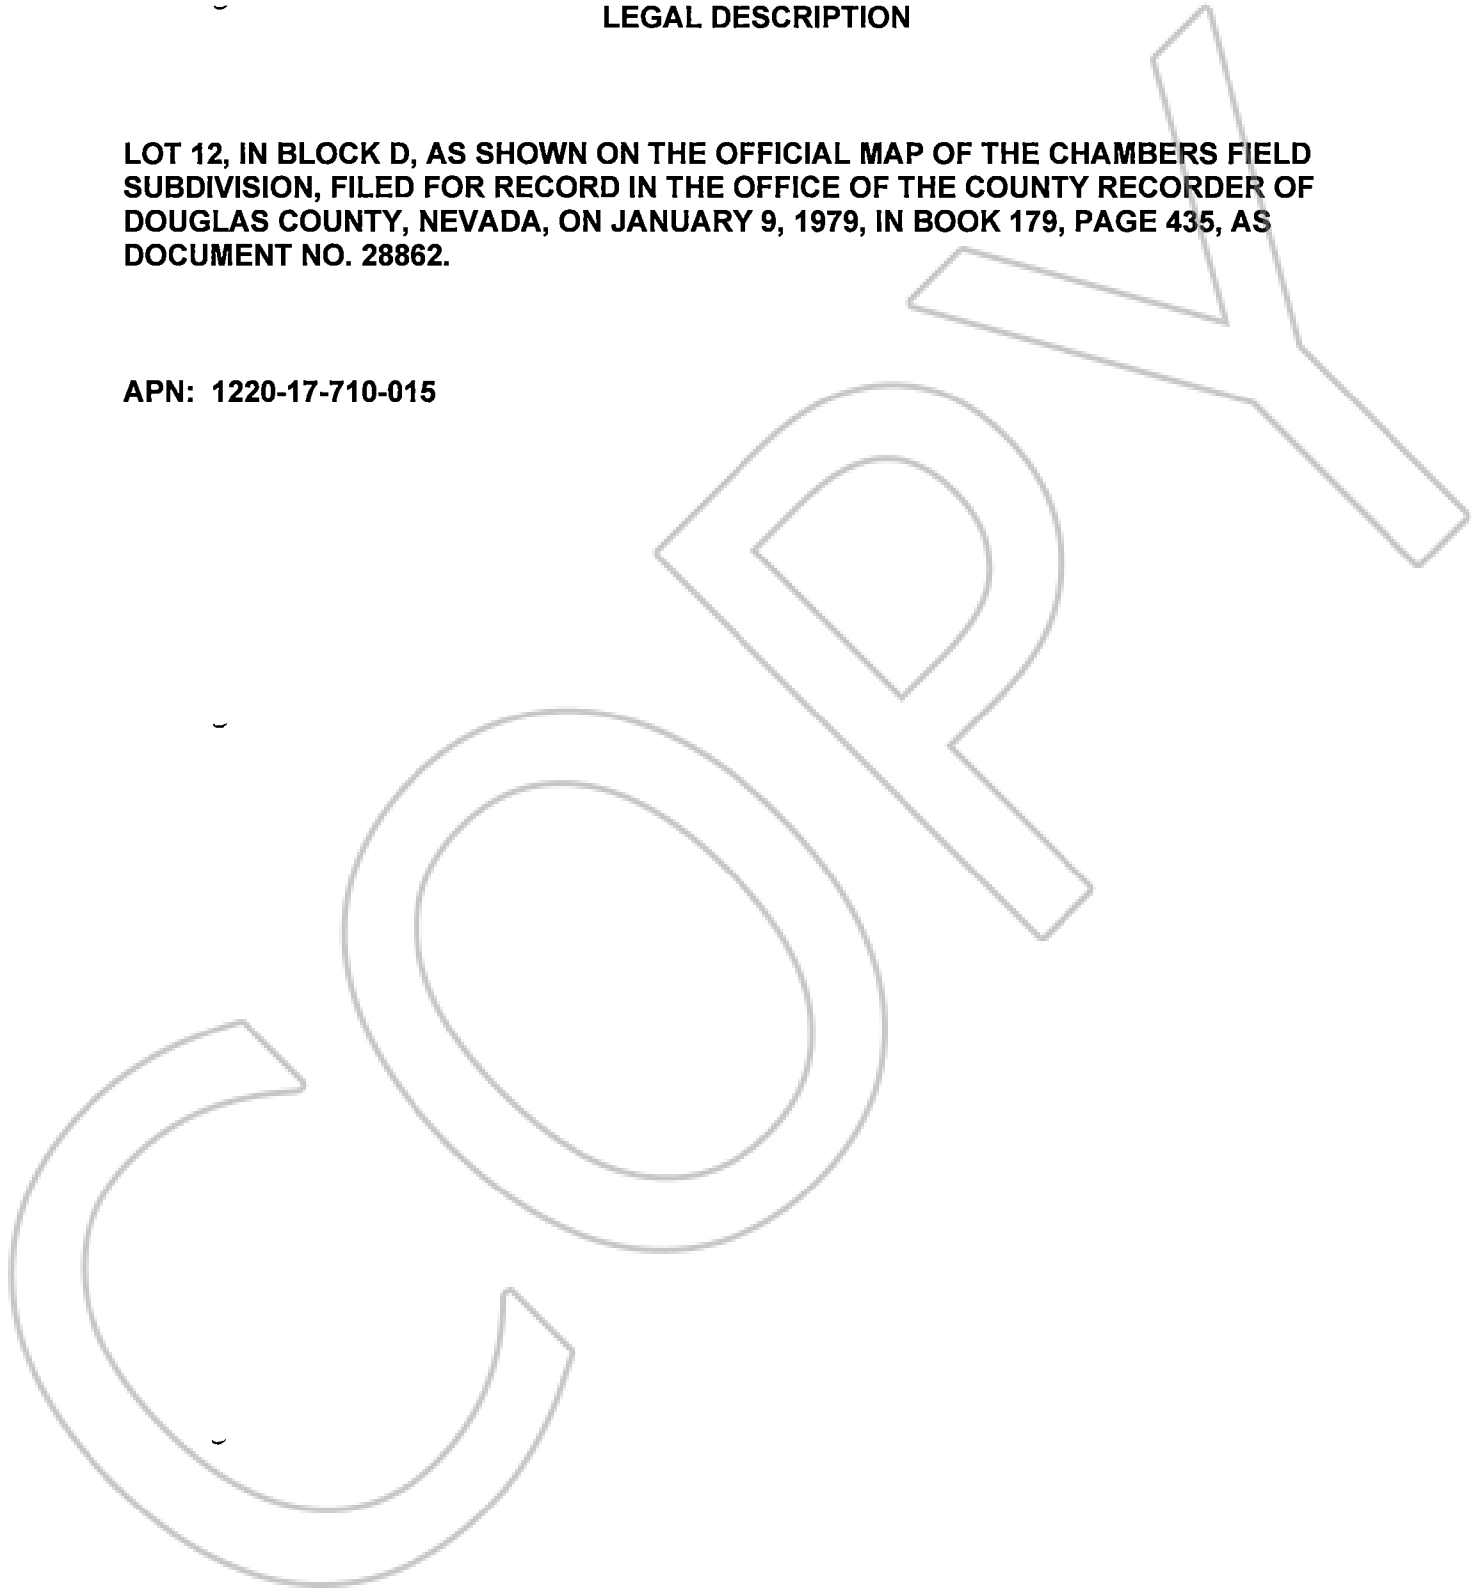 LEGAL DESCRIPTION
LOT 12, IN BLOCK D, AS SHOWN ON THE OFFICIAL MAP OF THE CHAMBERS FIELD
SUBDIVISION, FILED FOR RECORD IN THE OFFICE OF THE COUNTY RECORDER OF
DOUGLAS COUNTY, NEVADA, ON JANUARY 9, 1979, IN BOOK 179, PAGE 435, AS
DOCUMENT NO. 28862.
APN: 1220-17-710-015
COPY